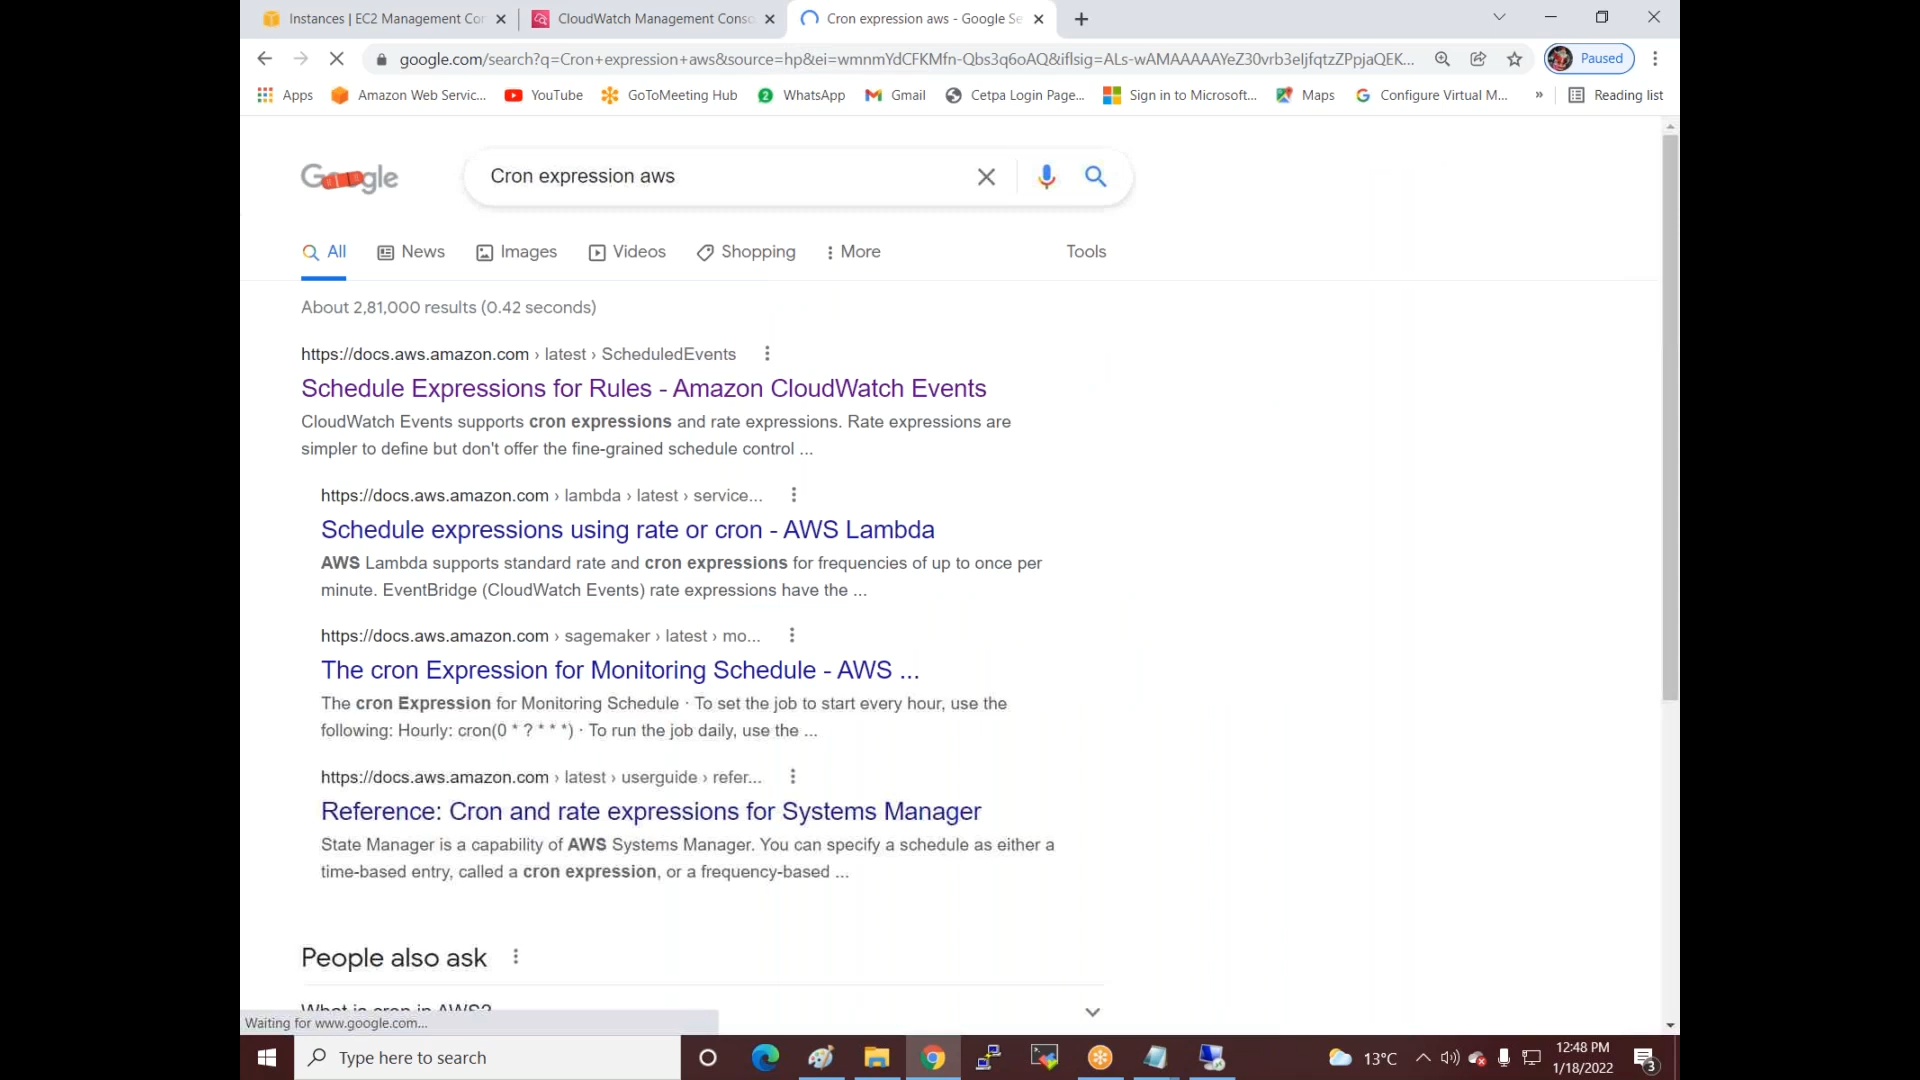 Instances | EC2 Management Cor
CloudWatch Management Conso
Cron expression aws - Google Se
google.com/search?q=Cron+expression+aws&source=hp&ei=wmnmYdCFKMfn-Qbs3q6oAQ&iflsig=ALs-wAMAAAAAYeZ30vrb3eIjfqtzZPpjaQEK...
Paused
Apps
Amazon Web Servic...
YouTube
GoToMeeting Hub
WhatsApp
Gmail
Cetpa Login Page...
Sign in to Microsoft...
Maps
Configure Virtual M...
»
Reading list
Google
Cron expression aws
All
News
Images
Videos
Shopping
More
Tools
About 2,81,000 results (0.42 seconds)
https://docs.aws.amazon.com › latest › ScheduledEvents
Schedule Expressions for Rules - Amazon CloudWatch Events
CloudWatch Events supports cron expressions and rate expressions. Rate expressions are
simpler to define but don't offer the fine-grained schedule control ...
https://docs.aws.amazon.com › lambda › latest › service...
Schedule expressions using rate or cron - AWS Lambda
AWS Lambda supports standard rate and cron expressions for frequencies of up to once per
minute. EventBridge (CloudWatch Events) rate expressions have the ...
https://docs.aws.amazon.com › sagemaker › latest › mo...
The cron Expression for Monitoring Schedule - AWS ...
The cron Expression for Monitoring Schedule · To set the job to start every hour, use the
following: Hourly: cron(0 * ? * * *) · To run the job daily, use the ...
https://docs.aws.amazon.com › latest › userguide › refer...
Reference: Cron and rate expressions for Systems Manager
State Manager is a capability of AWS Systems Manager. You can specify a schedule as either a
time-based entry, called a cron expression, or a frequency-based ...
People also ask
What is cron in AWS?
Waiting for www.google.com...
Type here to search
13°C
12:48 PM
1/18/2022
3